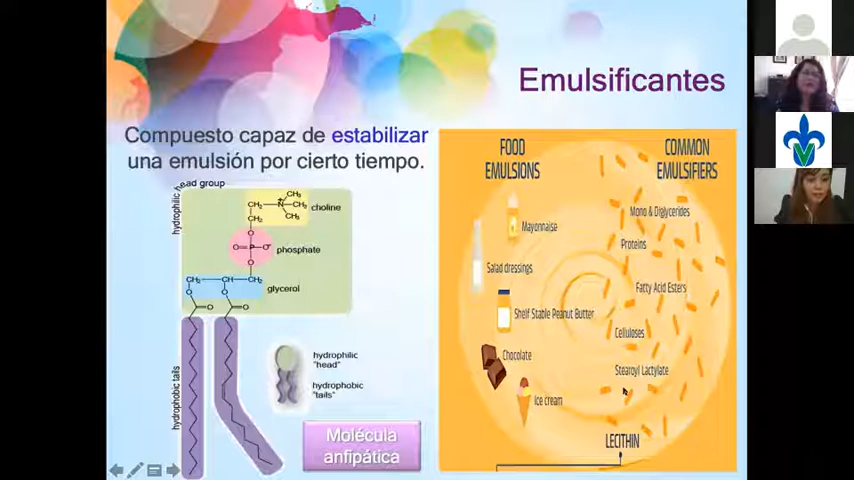 Emulsificantes
Compuesto capaz de estabilizar
una emulsión por cierto tiempo.
hydrophilic head group
CH₃
CH₂
N
CH₃
CH₂
CH₃
choline
O
O
P
O⁻
phosphate
O
CH₂
CH
CH₂
glycerol
O
O
O
O
hydrophobic tails
hydrophilic
"head"
hydrophobic
"tails"
Molécula
anfipática
FOOD
EMULSIONS
Mayonnaise
Salad dressings
Shelf Stable Peanut Butter
Chocolate
Ice cream
COMMON
EMULSIFIERS
Mono & Diglycerides
Proteins
Fatty Acid Esters
Celluloses
Stearoyl Lactylate
LECITHIN